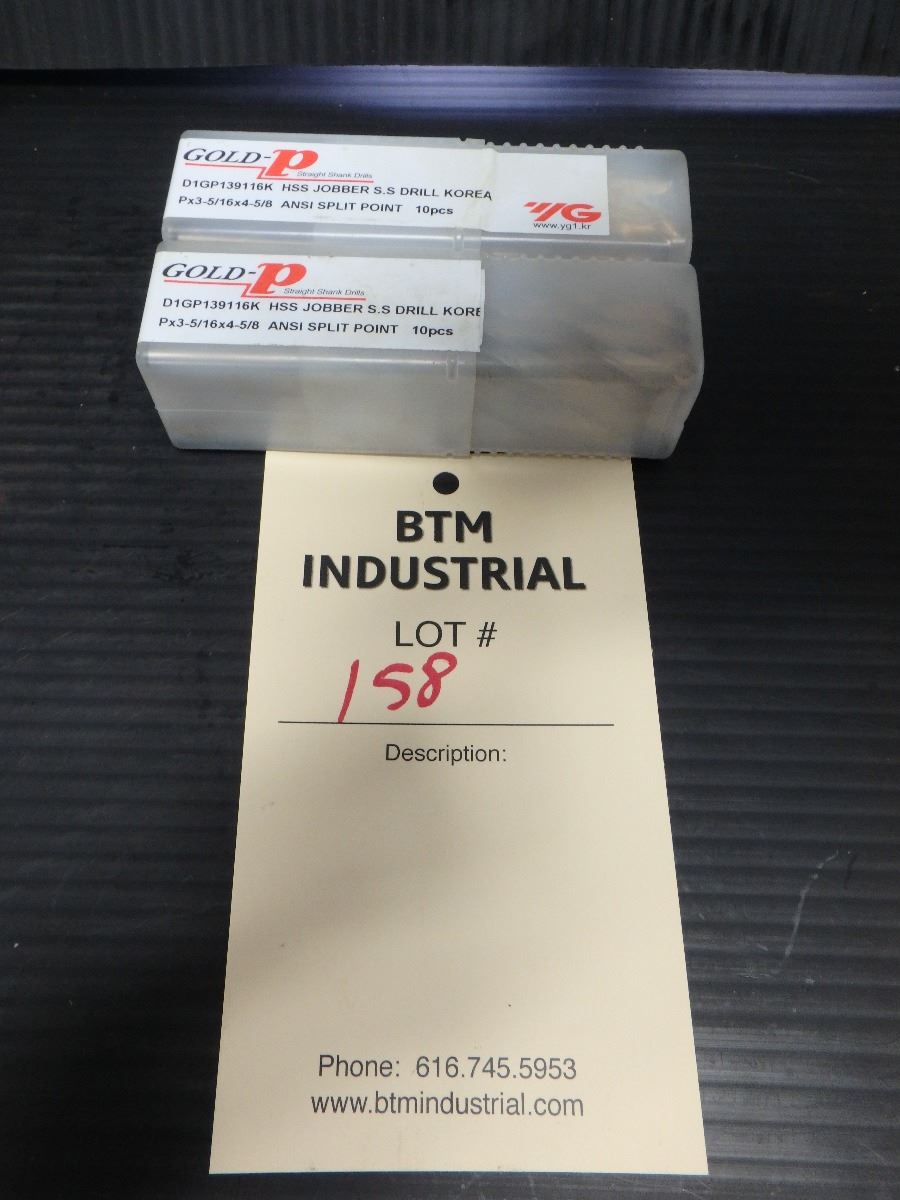 GOLD-P
Straight Shank Drills
D1GP139116K HSS JOBBER S.S DRILL KOREA
Px3-5/16x4-5/8 ANSI SPLIT POINT 10pcs
YG
www.yg1.kr
GOLD-P
Straight Shank Drills
D1GP139116K HSS JOBBER S.S DRILL KORE
Px3-5/16x4-5/8 ANSI SPLIT POINT 10pcs
BTM
INDUSTRIAL
LOT #
158
Description:
Phone: 616.745.5953
www.btmindustrial.com